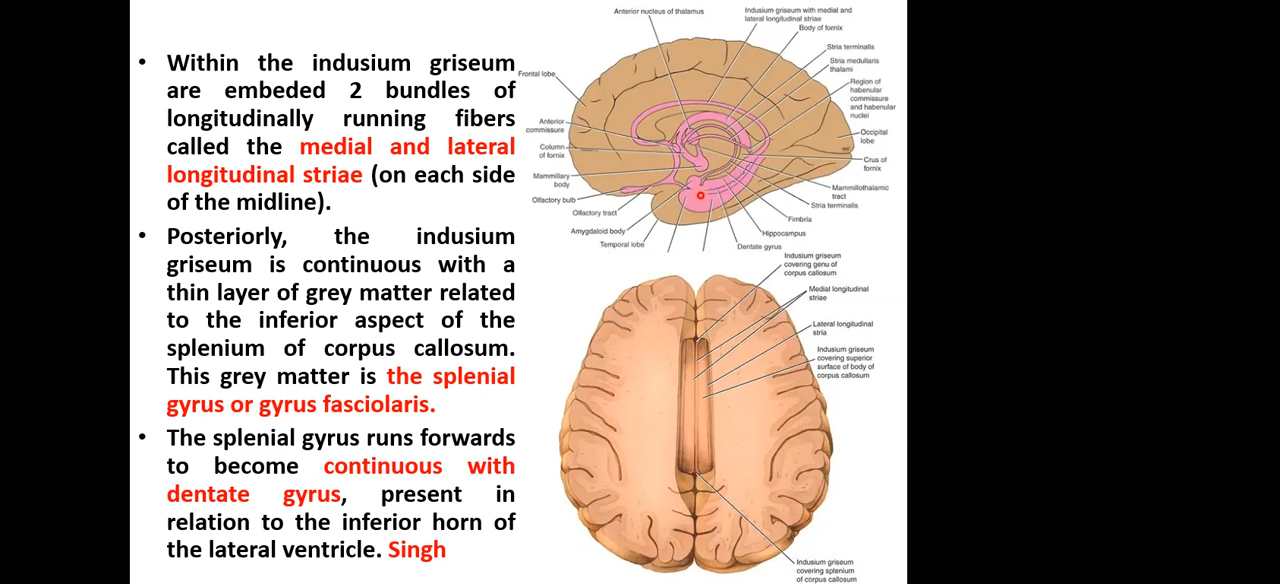 • Within the indusium griseum
are embeded 2 bundles of
longitudinally running fibers
called the medial and lateral
longitudinal striae (on each side
of the midline).
• Posteriorly, the indusium
griseum is continuous with a
thin layer of grey matter related
to the inferior aspect of the
splenium of corpus callosum.
This grey matter is the splenial
gyrus or gyrus fasciolaris.
• The splenial gyrus runs forwards
to become continuous with
dentate gyrus, present in
relation to the inferior horn of
the lateral ventricle. Singh
Anterior nucleus of thalamus
Indusium griseum with medial and
lateral longitudinal striae
Body of fornix
Stria terminalis
Stria medullaris
thalami
Region of
habenular
commissure
and habenular
nuclei
Occipital
lobe
Crus of
fornix
Mammillothalamic
tract
Stria terminalis
Fimbria
Hippocampus
Dentate gyrus
Frontal lobe
Anterior
commissure
Column
of fornix
Mammillary
body
Olfactory bulb
Olfactory tract
Amygdaloid body
Temporal lobe
Indusium griseum
covering genu of
corpus callosum
Medial longitudinal
striae
Lateral longitudinal
stria
Indusium griseum
covering superior
surface of body of
corpus callosum
Indusium griseum
covering splenium
of corpus callosum